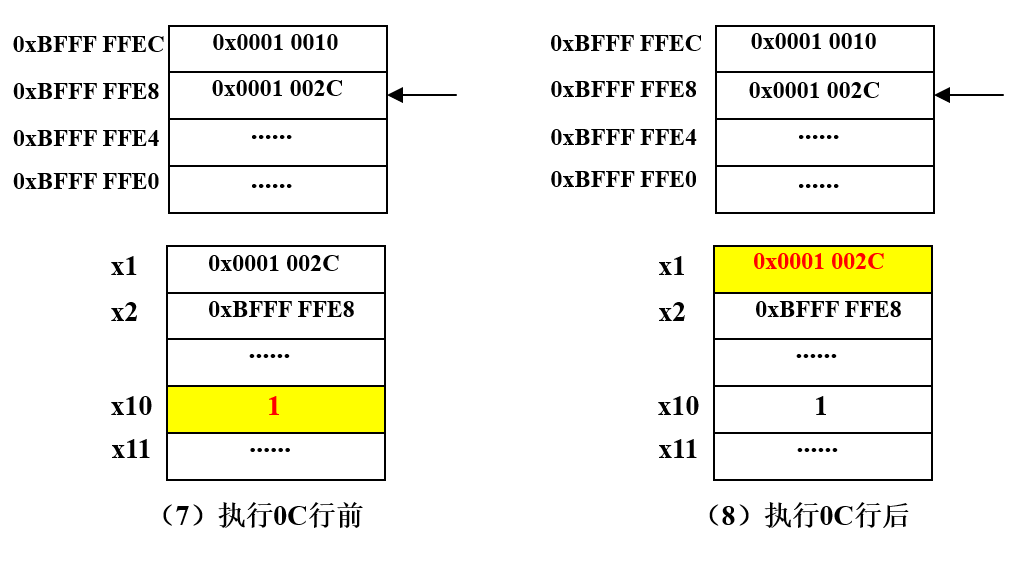 0xBFFF FFEC 0x0001 0010
0xBFFF FFE8 0x0001 002C
0xBFFF FFE4 ······
0xBFFF FFE0 ······
x1 0x0001 002C
x2 0xBFFF FFE8
······
x10 1
x11 ······
（7）执行0C行前
0xBFFF FFEC 0x0001 0010
0xBFFF FFE8 0x0001 002C
0xBFFF FFE4 ······
0xBFFF FFE0 ······
x1 0x0001 002C
x2 0xBFFF FFE8
······
x10 1
x11 ······
（8）执行0C行后